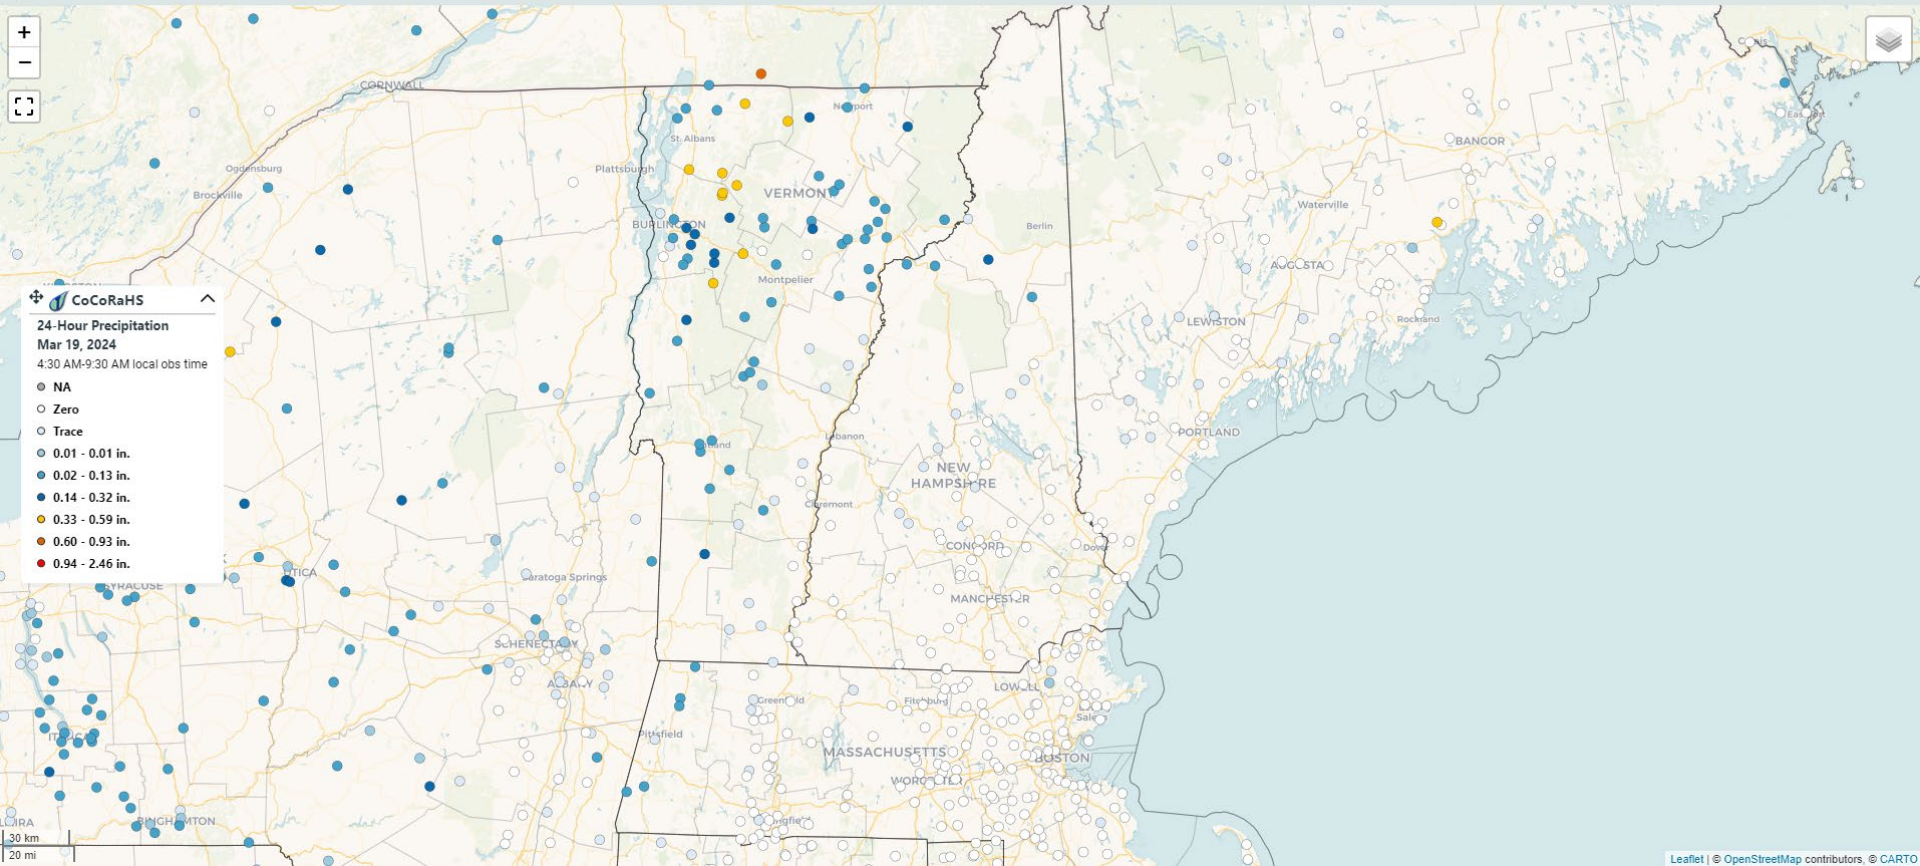 +
−
CORNWALL
Newport
St. Albans
BANGOR
Ogdensburg
Plattsburgh
Brockville
VERMONT
Waterville
BURLINGTON
Berlin
Montpelier
AUGUSTA
CoCoRaHS
24-Hour Precipitation
Mar 19, 2024
4:30 AM-9:30 AM local obs time
NA
Zero
Trace
0.01 - 0.01 in.
0.02 - 0.13 in.
0.14 - 0.32 in.
0.33 - 0.59 in.
0.60 - 0.93 in.
0.94 - 2.46 in.
LEWISTON
Rockland
PORTLAND
Lebanon
NEW
HAMPSHIRE
Claremont
CONCORD
Dover
UTICA
SYRACUSE
Saratoga Springs
MANCHESTER
SCHENECTADY
ALBANY
LOWELL
Greenfield
Fitchburg
Salem
Pittsfield
MASSACHUSETTS
BOSTON
WORCESTER
BINGHAMTON
30 km
20 mi
Leaflet | © OpenStreetMap contributors, © CARTO